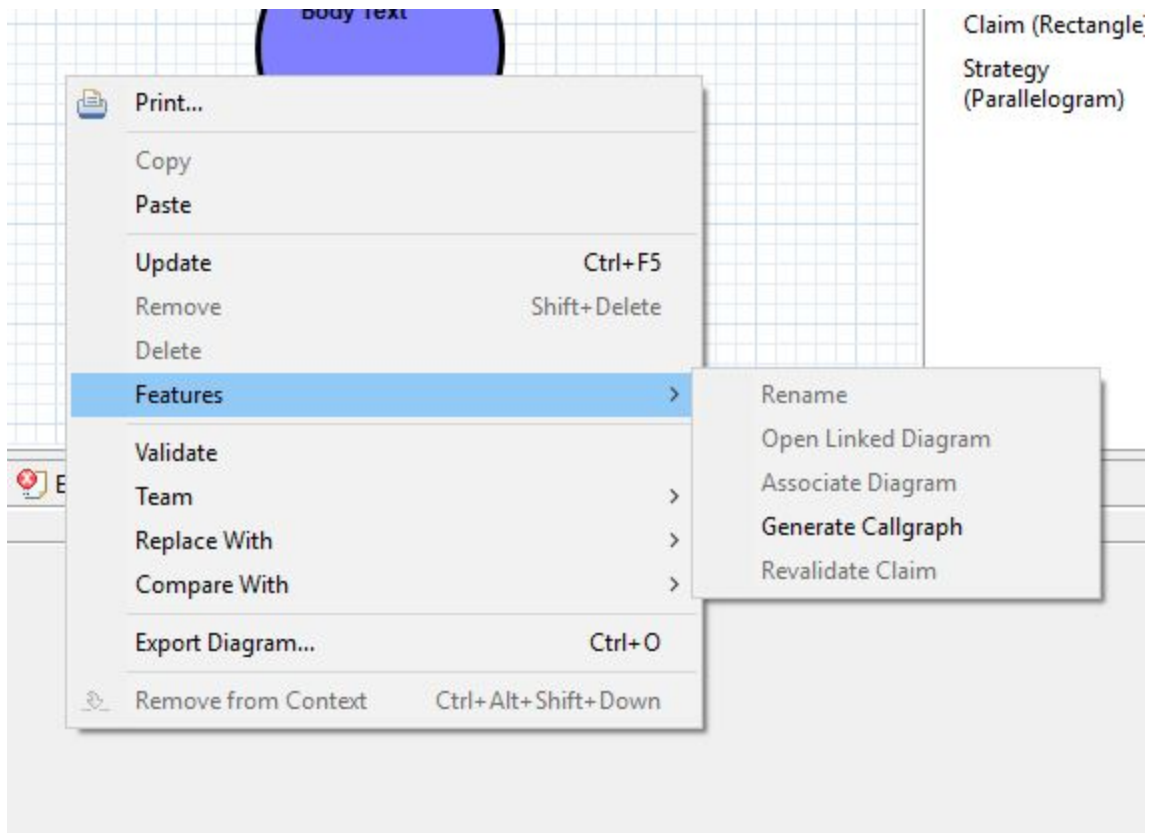 Body Text
Claim (Rectangle)
Strategy
(Parallelogram)
Print...
Copy
Paste
Update Ctrl+F5
Remove Shift+Delete
Delete
Features
Rename
Open Linked Diagram
Associate Diagram
Generate Callgraph
Revalidate Claim
Validate
Team
Replace With
Compare With
Export Diagram... Ctrl+O
Remove from Context Ctrl+Alt+Shift+Down